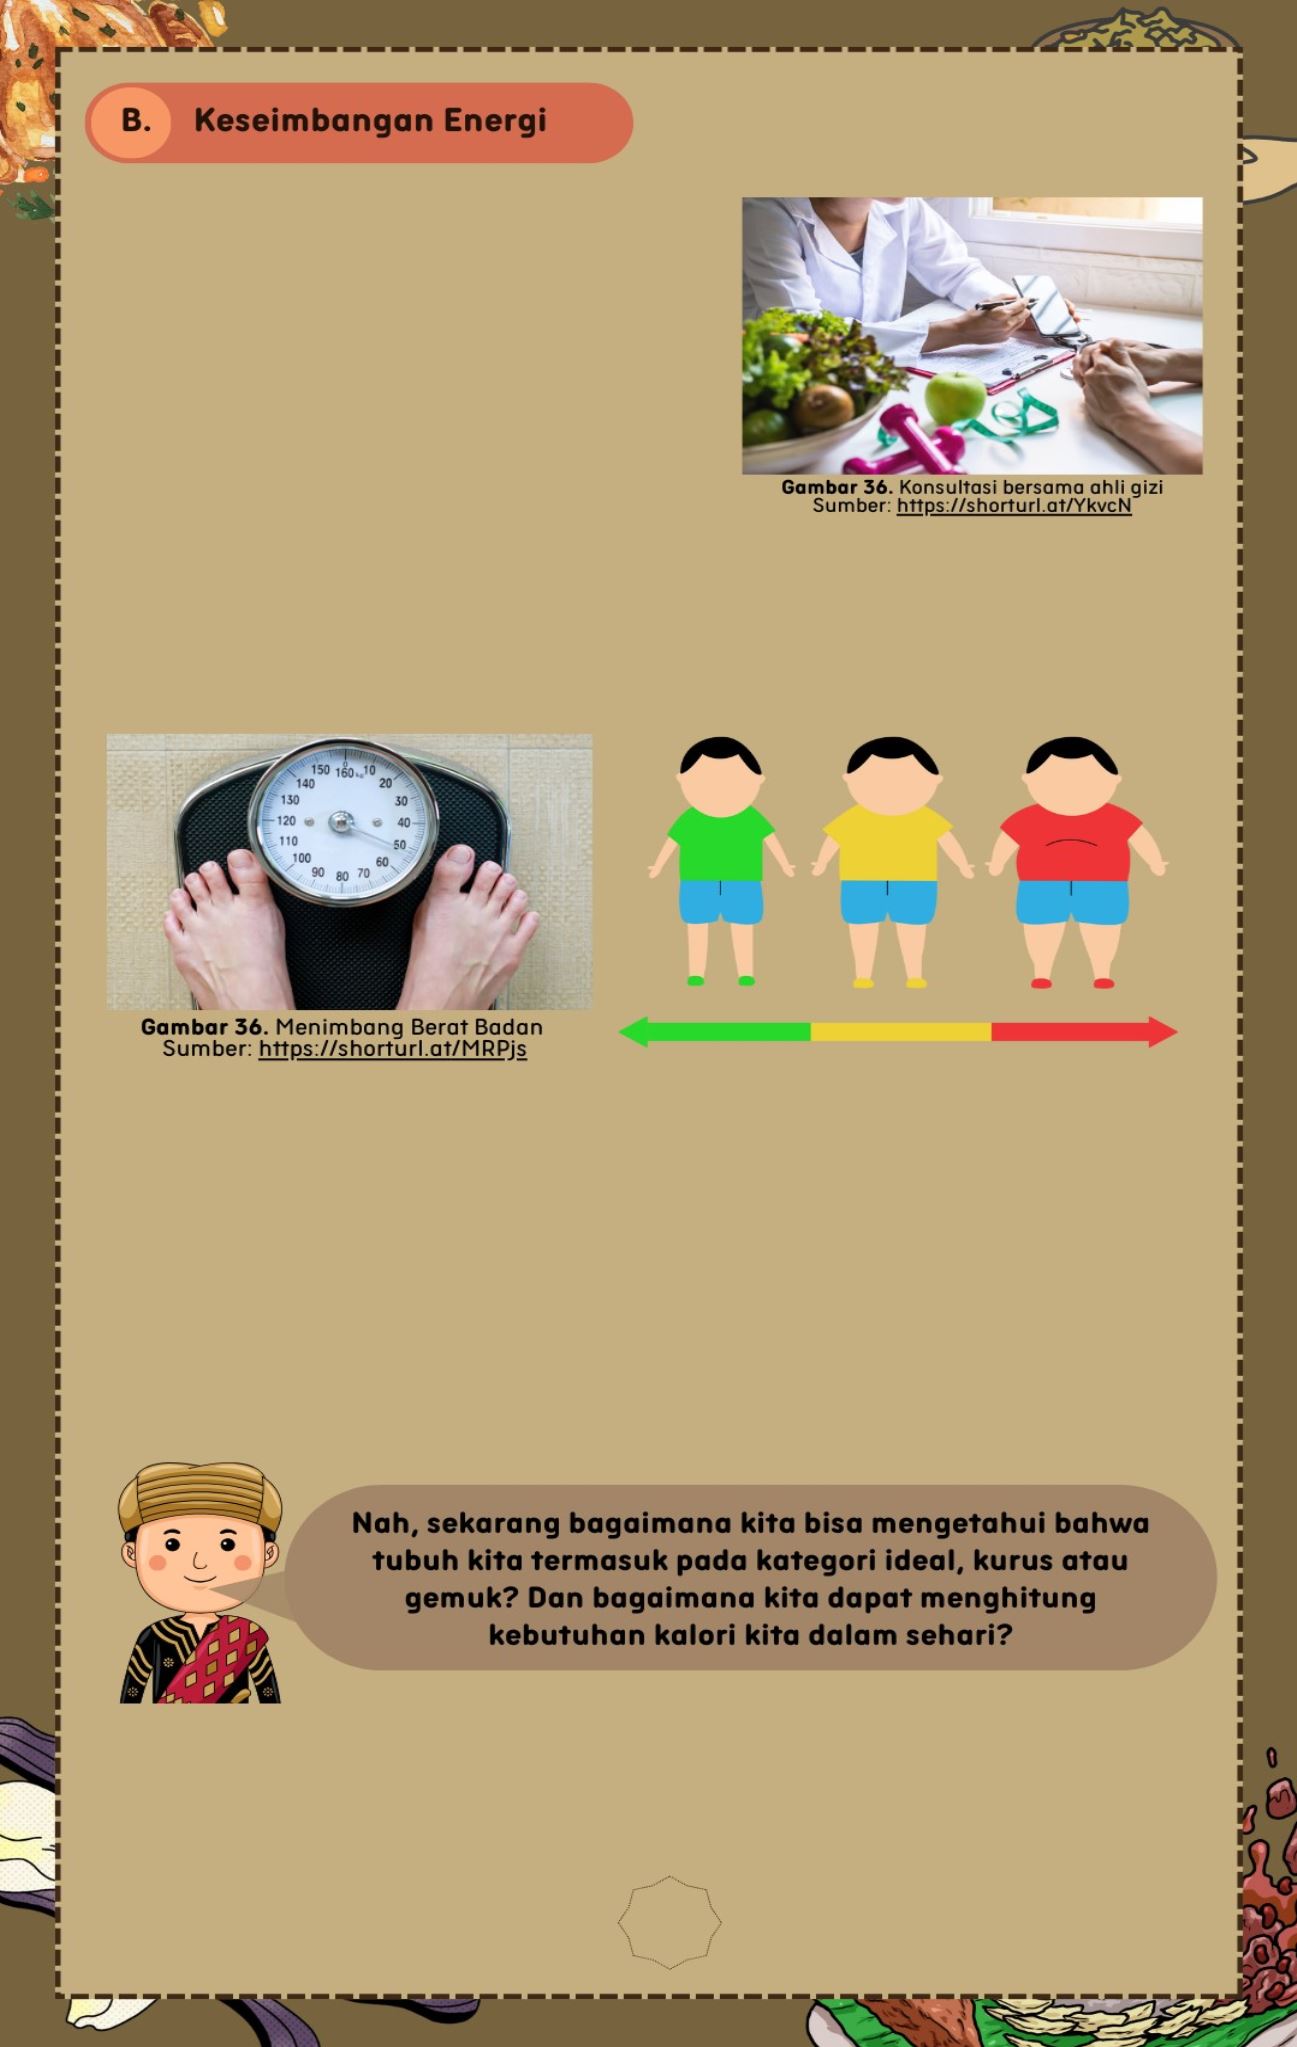 B. Keseimbangan Energi
Gambar 36. Konsultasi bersama ahli gizi
Sumber: https://shorturl.at/YkvcN
0
10
20
30
40
50
60
70
80
90
100
110
120
130
140
150
160 kg
Gambar 36. Menimbang Berat Badan
Sumber: https://shorturl.at/MRPjs
Nah, sekarang bagaimana kita bisa mengetahui bahwa
tubuh kita termasuk pada kategori ideal, kurus atau
gemuk? Dan bagaimana kita dapat menghitung
kebutuhan kalori kita dalam sehari?